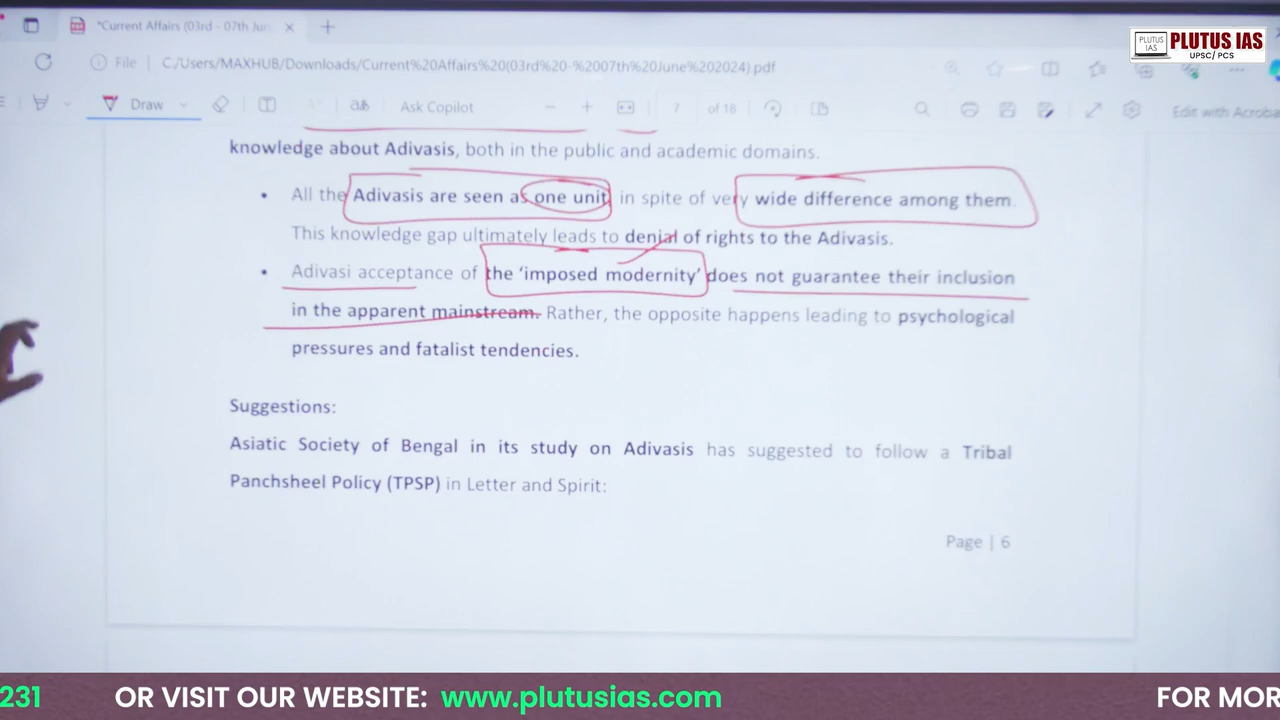 *Current Affairs (03rd - 07th Jun
PLUTUS IAS
PLUTUS IAS
UPSC/ PCS
File | C:/Users/MAXHUB/Downloads/Current%20 %20-%2007th%20June%202024).pdf
Draw
Ask Copilot
7 of 18
Edit with Acroba
knowledge about Adivasis, both in the public and academic domains.
• All the Adivasis are seen as one unit in spite of very wide difference among them.
This knowledge gap ultimately leads to denial of rights to the Adivasis.
• Adivasi acceptance of the ‘imposed modernity’ does not guarantee their inclusion
in the apparent mainstream. Rather, the opposite happens leading to psychological
pressures and fatalist tendencies.
Suggestions:
Asiatic Society of Bengal in its study on Adivasis has suggested to follow a Tribal
Panchsheel Policy (TPSP) in Letter and Spirit:
Page | 6
231 OR VISIT OUR WEBSITE: www.plutusias.com FOR MOR